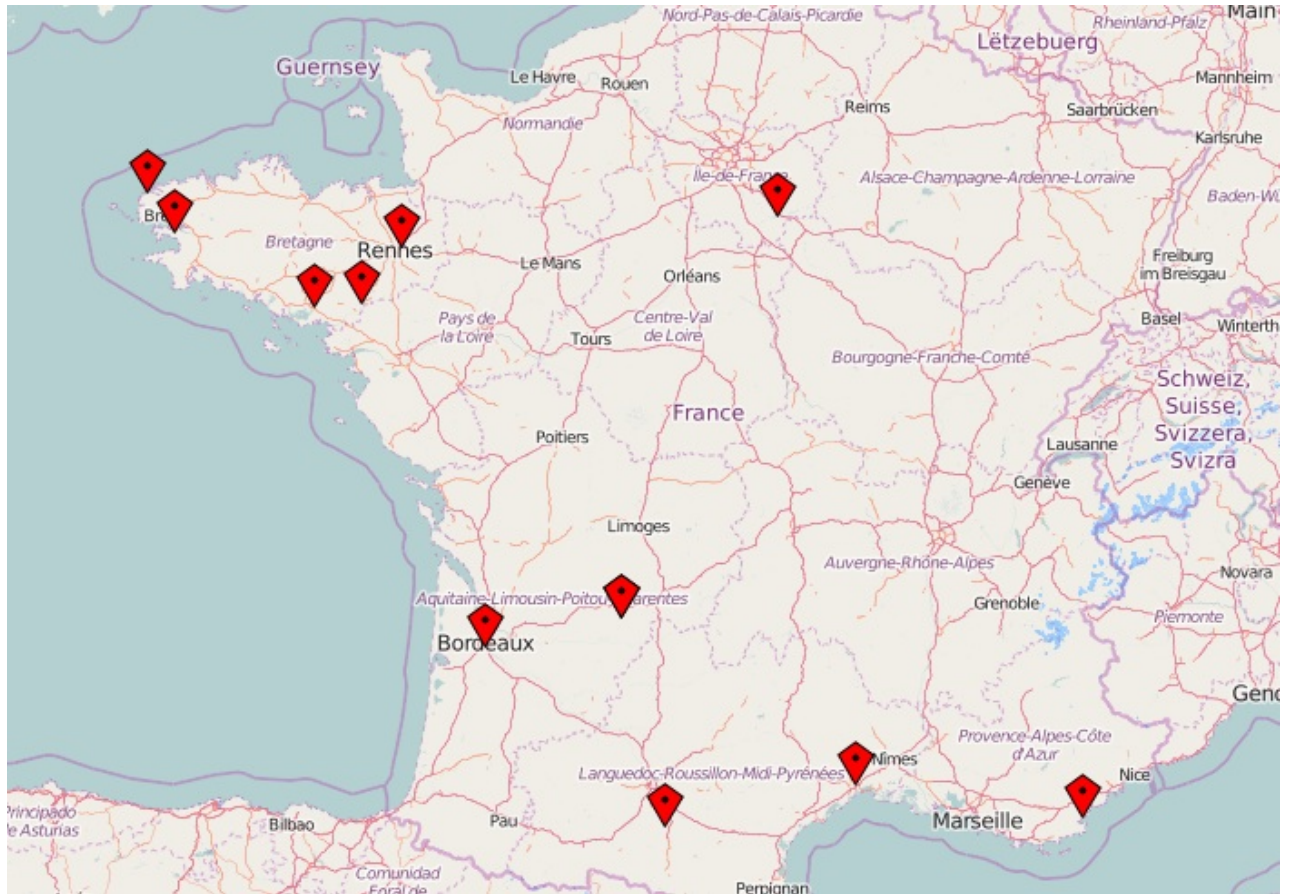 Nord-Pas-de-Calais-Picardie
Rheinland-Pfalz
Main-
Lëtzebuerg
Guernsey
Le Havre
Rouen
Mannheim
Reims
Saarbrücken
Normandie
Karlsruhe
Île-de-France
Alsace-Champagne-Ardenne-Lorraine
Baden-Wü
Bretagne
Rennes
Freiburg
im Breisgau
Le Mans
Orléans
Pays de
la Loire
Centre-Val
de Loire
Basel
Winterth
Tours
Bourgogne-Franche-Comté
Schweiz,
Suisse,
Svizzera,
Svizra
France
Poitiers
Lausanne
Genève
Limoges
Auvergne-Rhône-Alpes
Novara
Aquitaine-Limousin-Poitou-Charentes
Grenoble
Piemonte
Bordeaux
Geno
Provence-Alpes-Côte
d'Azur
Nîmes
Languedoc-Roussillon-Midi-Pyrénées
Nice
Principado
de Asturias
Bilbao
Pau
Marseille
Comunidad
Foral de
Perpignan